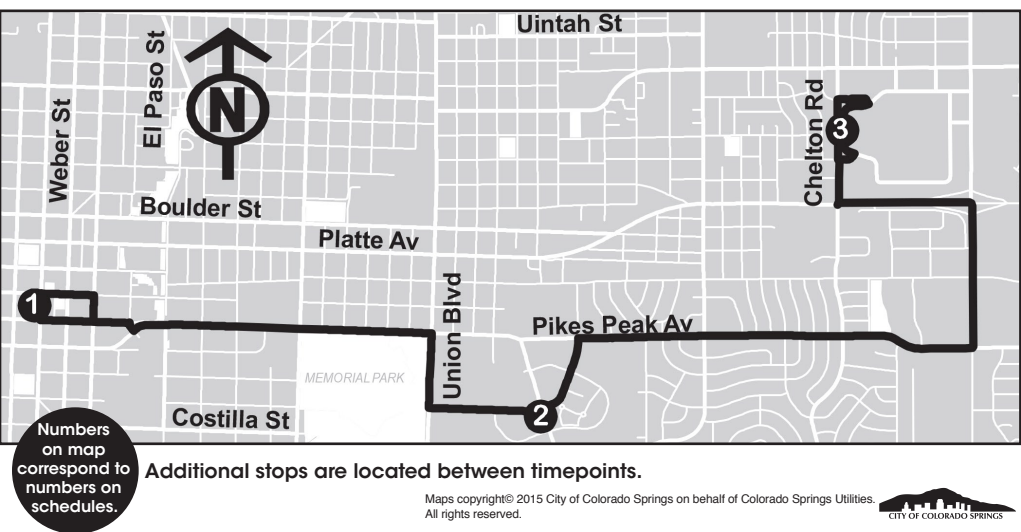 Uintah St
El Paso St
Weber St
N
Chelton Rd
3
Boulder St
Platte Av
1
Union Blvd
Pikes Peak Av
MEMORIAL PARK
2
Costilla St
Numbers
on map
correspond to
numbers on
schedules.
Additional stops are located between timepoints.
Maps copyright© 2015 City of Colorado Springs on behalf of Colorado Springs Utilities.
All rights reserved.
CITY OF COLORADO SPRINGS